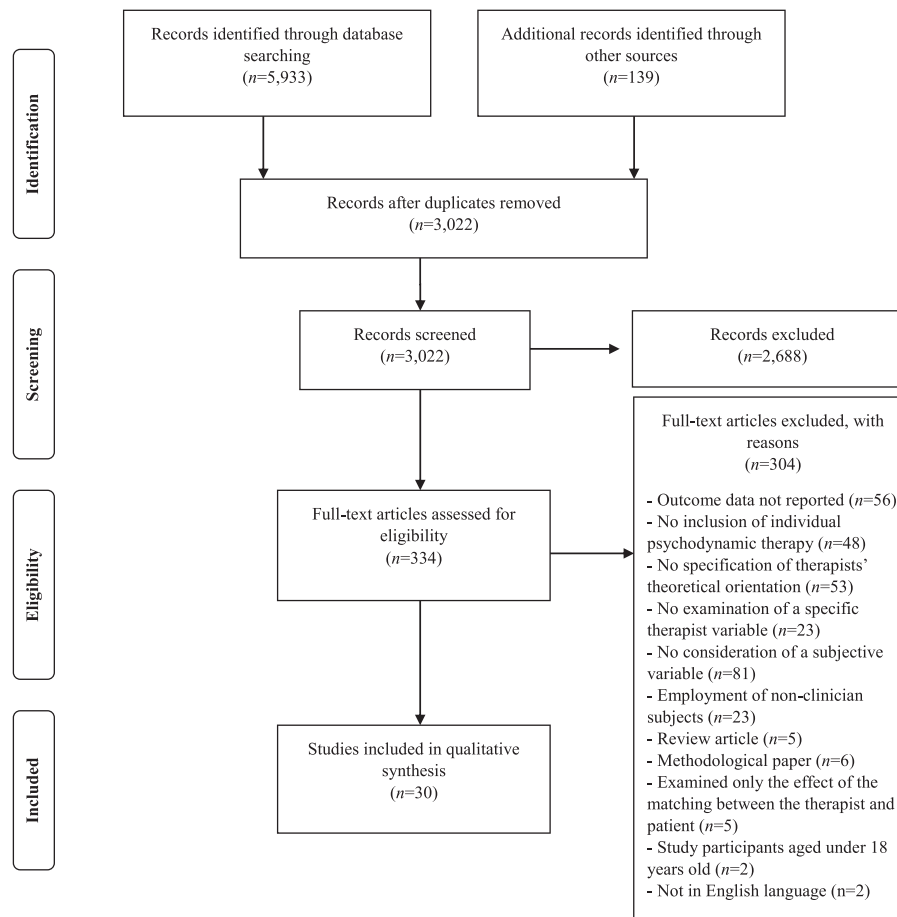 Identification
Records identified through database
searching
(n=5,933)
Additional records identified through
other sources
(n=139)
Records after duplicates removed
(n=3,022)
Screening
Records screened
(n=3,022)
Records excluded
(n=2,688)
Eligibility
Full-text articles assessed for
eligibility
(n=334)
Full-text articles excluded, with
reasons
(n=304)
- Outcome data not reported (n=56)
- No inclusion of individual
psychodynamic therapy (n=48)
- No specification of therapists’
theoretical orientation (n=53)
- No examination of a specific
therapist variable (n=23)
- No consideration of a subjective
variable (n=81)
- Employment of non-clinician
subjects (n=23)
- Review article (n=5)
- Methodological paper (n=6)
- Examined only the effect of the
matching between the therapist and
patient (n=5)
- Study participants aged under 18
years old (n=2)
- Not in English language (n=2)
Included
Studies included in qualitative
synthesis
(n=30)